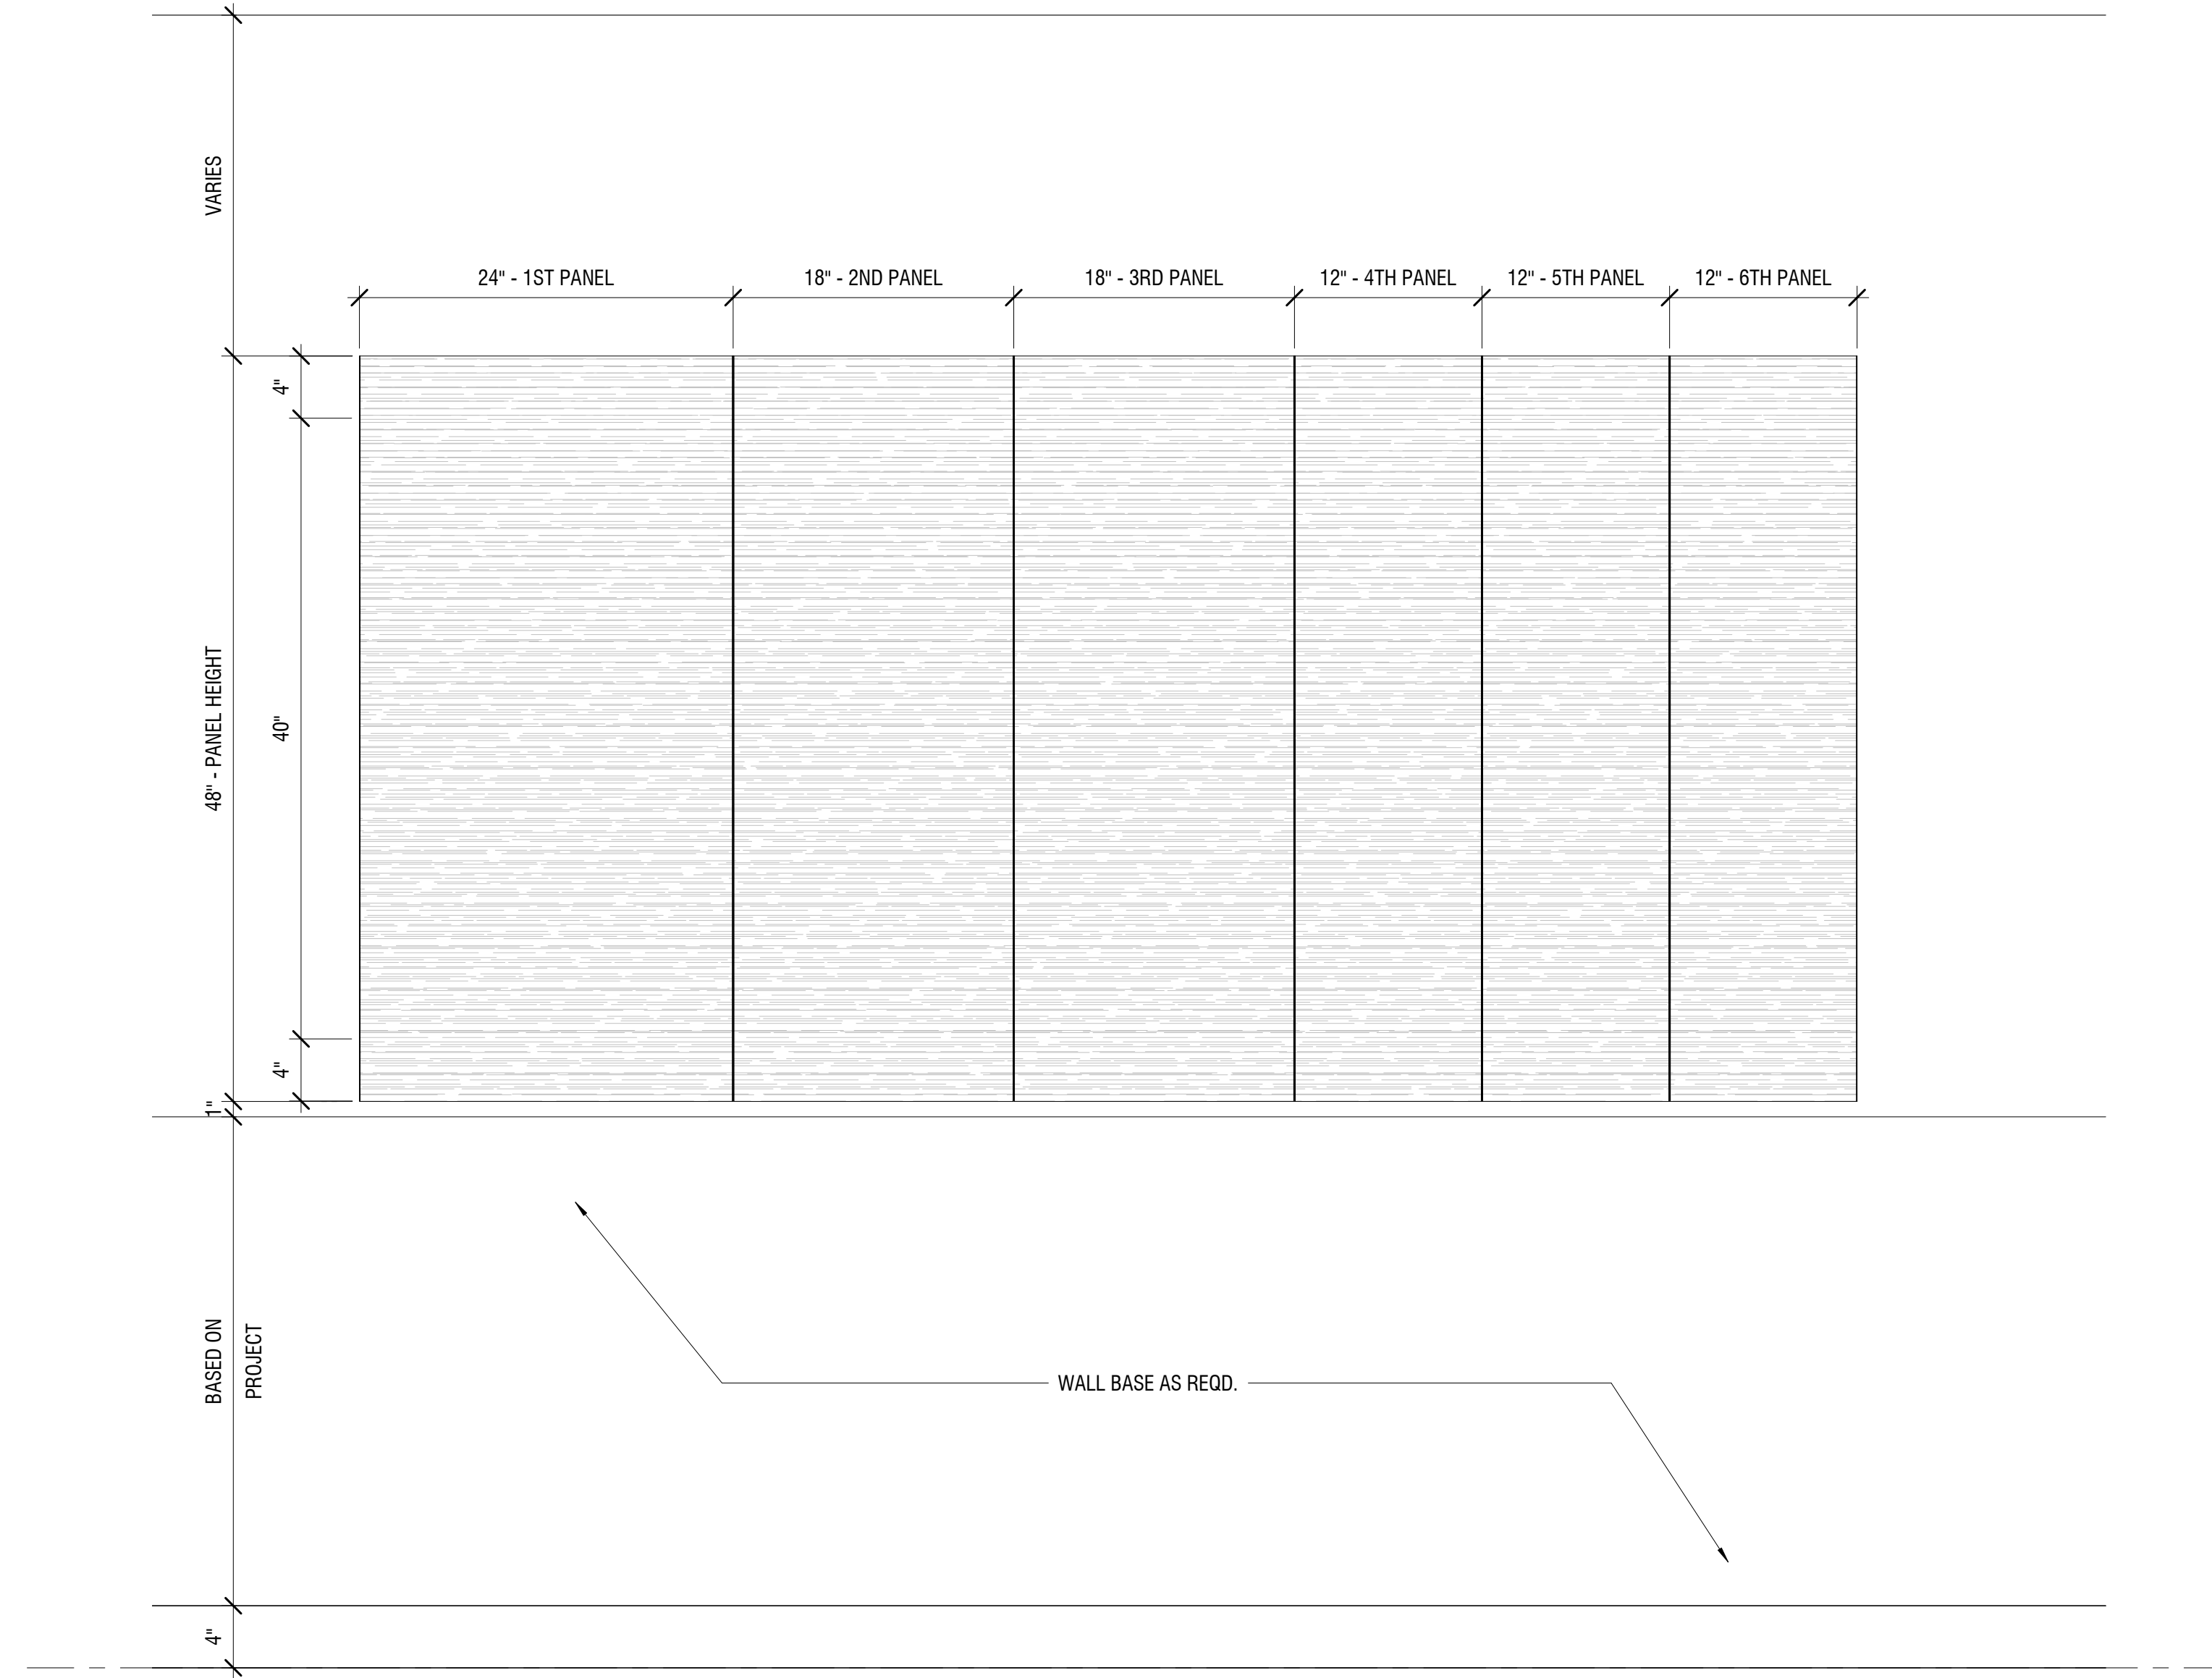 VARIES
24" - 1ST PANEL
18" - 2ND PANEL
18" - 3RD PANEL
12" - 4TH PANEL
12" - 5TH PANEL
12" - 6TH PANEL
4"
48" - PANEL HEIGHT
40"
4"
1"
BASED ON
PROJECT
WALL BASE AS REQD.
4"